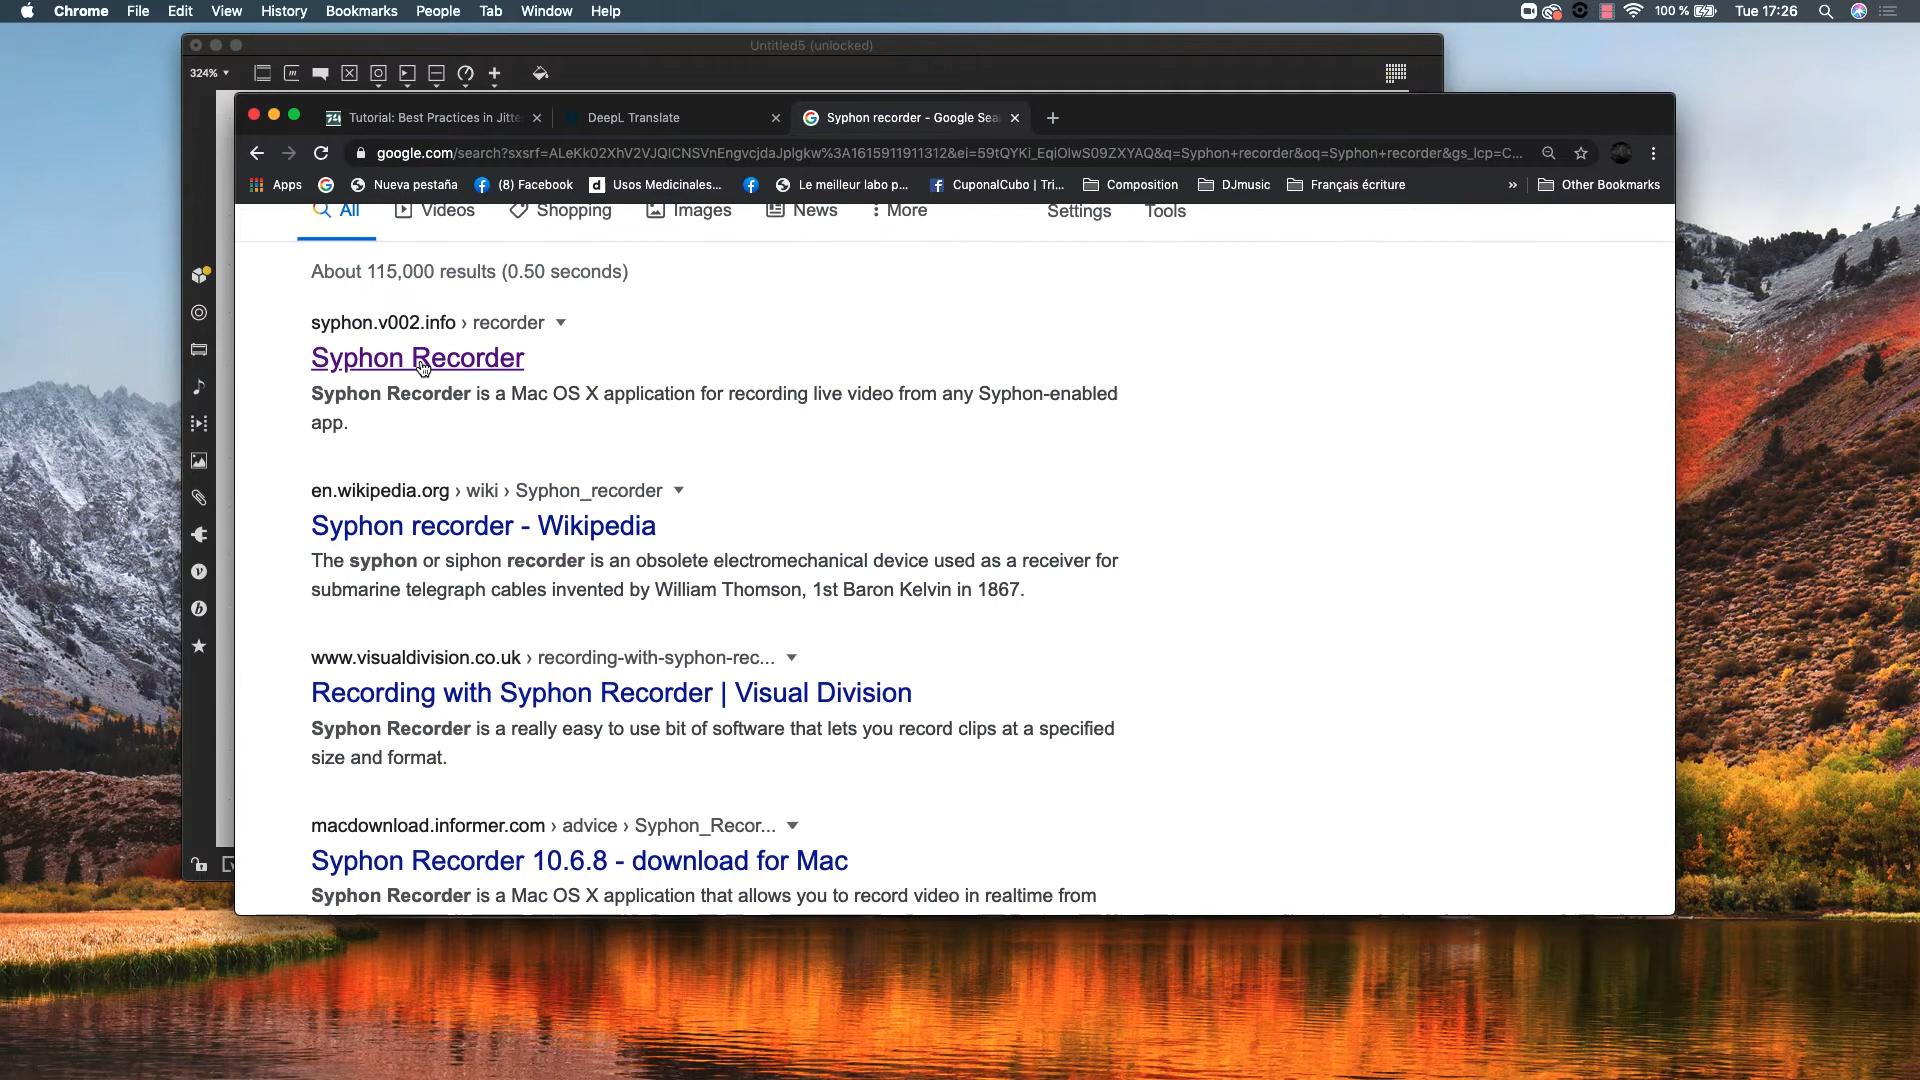 Chrome File Edit View History Bookmarks People Tab Window Help 100 % Tue 17:26
Untitled5 (unlocked)
324%
Tutorial: Best Practices in Jitte DeepL Translate Syphon recorder - Google Sea
google.com/search?sxsrf=ALeKk02XhV2VJQICNSVnEngvcjdaJplgkw%3A1615911911312&ei=59tQYKi_EqiOlwS09ZXYAQ&q=Syphon+recorder&oq=Syphon+recorder&gs_lcp=C...
Apps Nueva pestaña (8) Facebook Usos Medicinales... Le meilleur labo p... CuponalCubo | Tri... Composition DJmusic Français écriture » Other Bookmarks
All Videos Shopping Images News More Settings Tools
About 115,000 results (0.50 seconds)
syphon.v002.info › recorder
Syphon Recorder
Syphon Recorder is a Mac OS X application for recording live video from any Syphon-enabled
app.
en.wikipedia.org › wiki › Syphon_recorder
Syphon recorder - Wikipedia
The syphon or siphon recorder is an obsolete electromechanical device used as a receiver for
submarine telegraph cables invented by William Thomson, 1st Baron Kelvin in 1867.
www.visualdivision.co.uk › recording-with-syphon-rec...
Recording with Syphon Recorder | Visual Division
Syphon Recorder is a really easy to use bit of software that lets you record clips at a specified
size and format.
macdownload.informer.com › advice › Syphon_Recor...
Syphon Recorder 10.6.8 - download for Mac
Syphon Recorder is a Mac OS X application that allows you to record video in realtime from